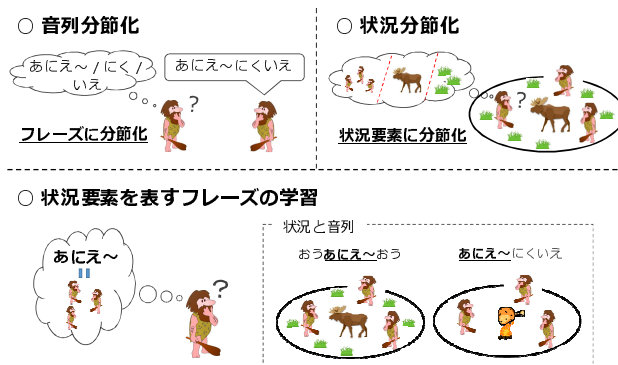 ○ 音列分節化
あにえ～ / にく /
いえ
あにえ～にくいえ
?
フレーズに分節化
○ 状況分節化
?
状況要素に分節化
○ 状況要素を表すフレーズの学習
あにえ～
?
状況と音列
おうあにえ～おう
あにえ～にくいえ